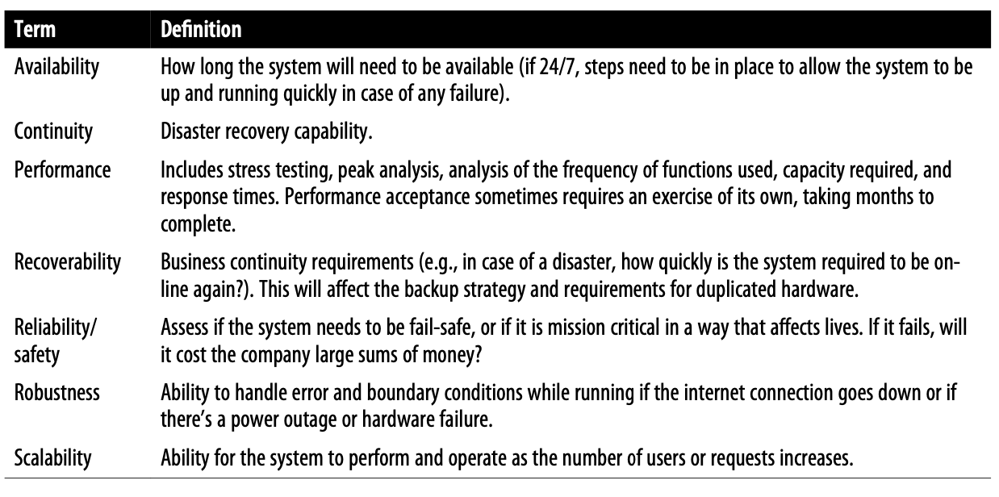 Term Definition
Availability How long the system will need to be available (if 24/7, steps need to be in place to allow the system to be
up and running quickly in case of any failure).
Continuity Disaster recovery capability.
Performance Includes stress testing, peak analysis, analysis of the frequency of functions used, capacity required, and
response times. Performance acceptance sometimes requires an exercise of its own, taking months to
complete.
Recoverability Business continuity requirements (e.g., in case of a disaster, how quickly is the system required to be on-
line again?). This will affect the backup strategy and requirements for duplicated hardware.
Reliability/ Assess if the system needs to be fail-safe, or if it is mission critical in a way that affects lives. If it fails, will
safety it cost the company large sums of money?
Robustness Ability to handle error and boundary conditions while running if the internet connection goes down or if
there’s a power outage or hardware failure.
Scalability Ability for the system to perform and operate as the number of users or requests increases.